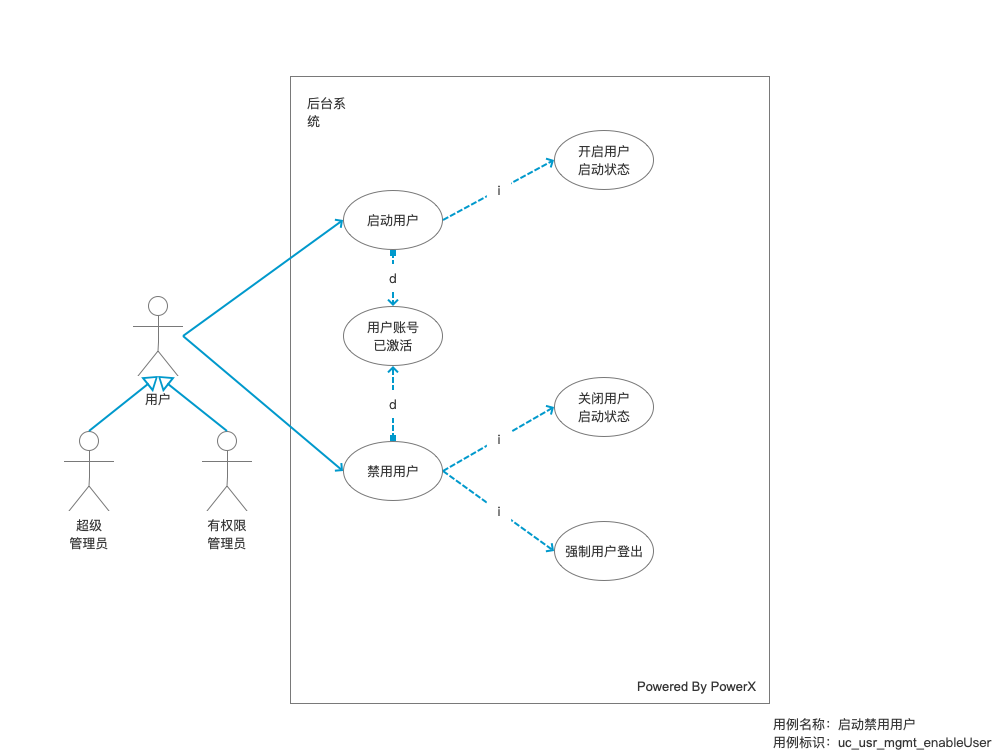 后台系
统
开启用户
启动状态
i
启动用户
d
用户账号
已激活
用户
d
关闭用户
启动状态
i
禁用用户
i
强制用户登出
超级
管理员
有权限
管理员
Powered By PowerX
用例名称：启动禁用用户
用例标识：uc_usr_mgmt_enableUser